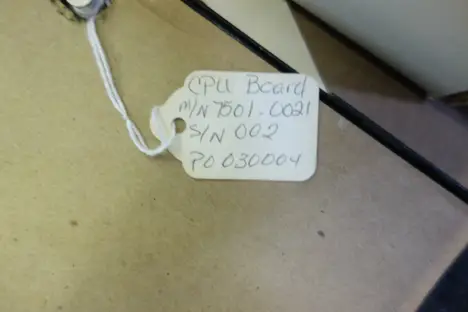 CPU Board
M/N 7501-0021
S/N 002
PO 030004